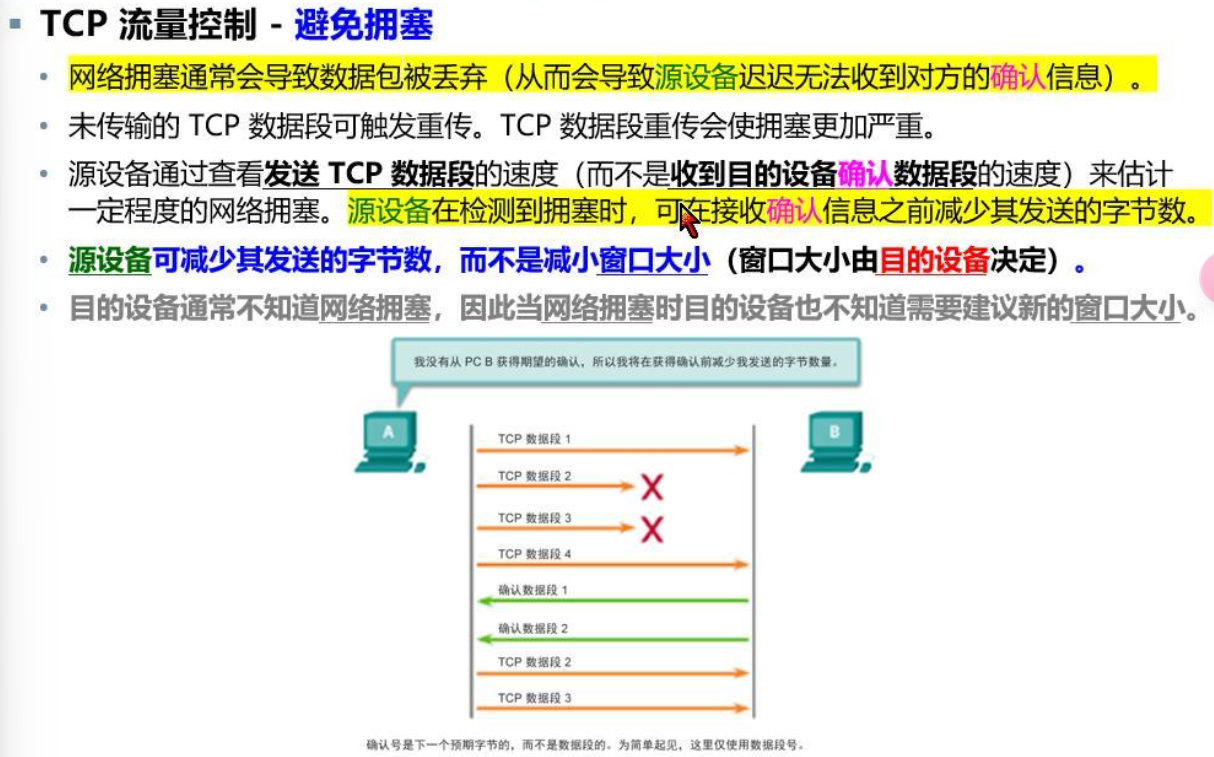 TCP 流量控制 - 避免拥塞
网络拥塞通常会导致数据包被丢弃（从而会导致源设备迟迟无法收到对方的确认信息）。
未传输的 TCP 数据段可触发重传。TCP 数据段重传会使拥塞更加严重。
源设备通过查看发送 TCP 数据段的速度（而不是收到目的设备确认数据段的速度）来估计
一定程度的网络拥塞。源设备在检测到拥塞时，可在接收确认信息之前减少其发送的字节数。
源设备可减少其发送的字节数，而不是减小窗口大小（窗口大小由目的设备决定）。
目的设备通常不知道网络拥塞，因此当网络拥塞时目的设备也不知道需要建议新的窗口大小。
我没有从 PC B 获得期望的确认，所以我将在获得确认前减少我发送的字节数量。
A
B
TCP 数据段 1
TCP 数据段 2
TCP 数据段 3
TCP 数据段 4
确认数据段 1
确认数据段 2
TCP 数据段 2
TCP 数据段 3
确认号是下一个预期字节的，而不是数据段的。为简单起见，这里仅使用数据段号。